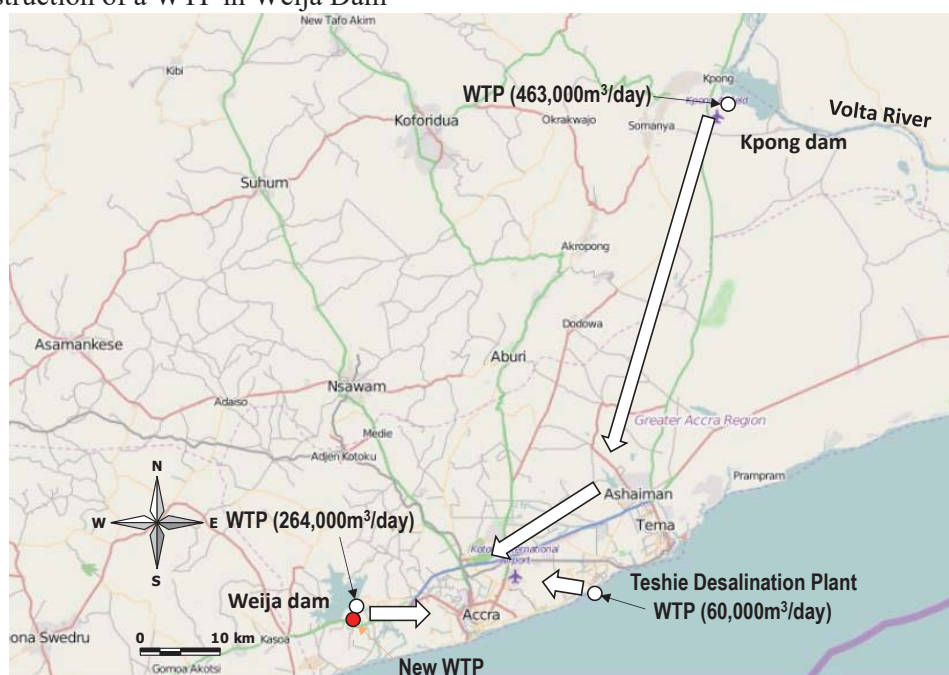 struction of a WTP in Weija Dam
New Tafo Akim
Kibi
Kpong
WTP (463,000m³/day)
Volta River
Koforidua
Okrakwajo
Somanya
Kpong dam
Suhum
Akropong
Dodowa
Asamankese
Aburi
Nsawam
Adaiso
Greater Accra Region
Medie
Adjen Kotoku
Prampram
N
Ashaiman
W
E
WTP (264,000m³/day)
Tema
S
Teshie Desalination Plant
Weija dam
WTP (60,000m³/day)
Accra
ona Swedru
0
10 km
Kasoa
New WTP
Gomoa Akotsi